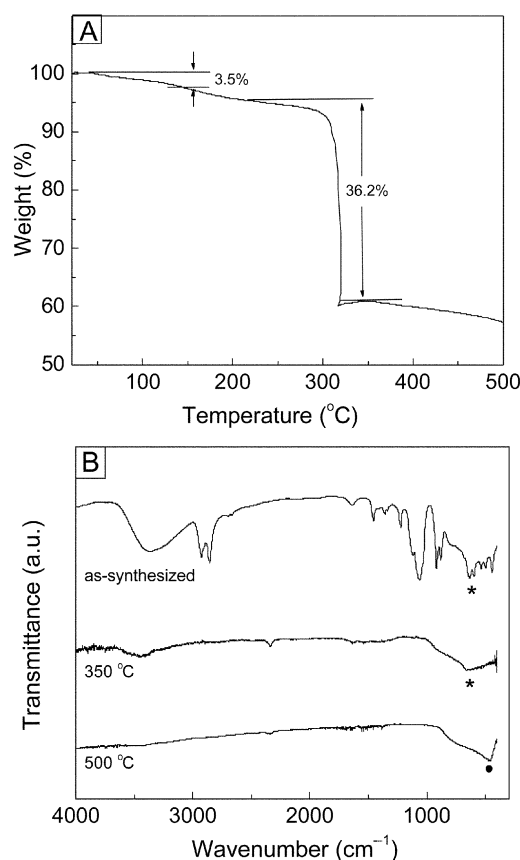 A
100
3.5%
90
80
36.2%
70
60
50
100 200 300 400 500
Weight (%)
Temperature (°C)
B
as-synthesized
*
350 °C
*
500 °C
•
4000 3000 2000 1000
Transmittance (a.u.)
Wavenumber (cm⁻¹)